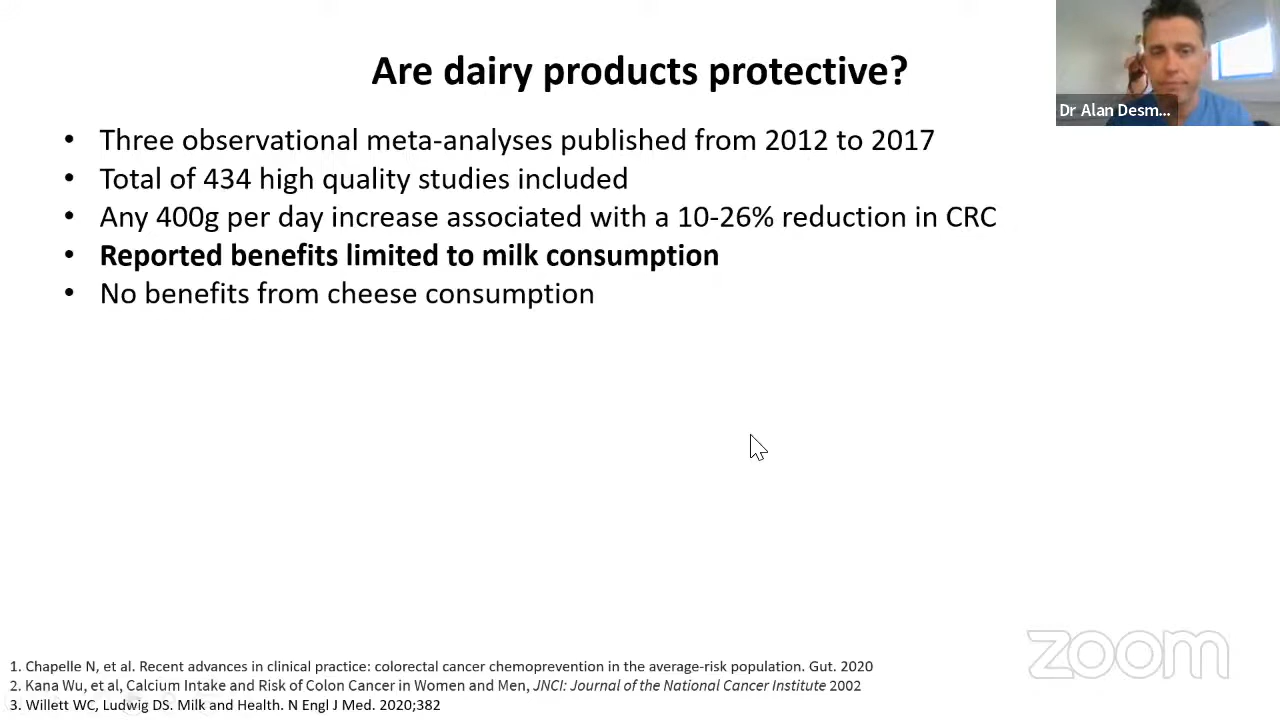 Are dairy products protective?
Dr Alan Desm...
• Three observational meta-analyses published from 2012 to 2017
• Total of 434 high quality studies included
• Any 400g per day increase associated with a 10-26% reduction in CRC
• Reported benefits limited to milk consumption
• No benefits from cheese consumption
zoom
1. Chapelle N, et al. Recent advances in clinical practice: colorectal cancer chemoprevention in the average-risk population. Gut. 2020
2. Kana Wu, et al, Calcium Intake and Risk of Colon Cancer in Women and Men, JNCI: Journal of the National Cancer Institute 2002
3. Willett WC, Ludwig DS. Milk and Health. N Engl J Med. 2020;382